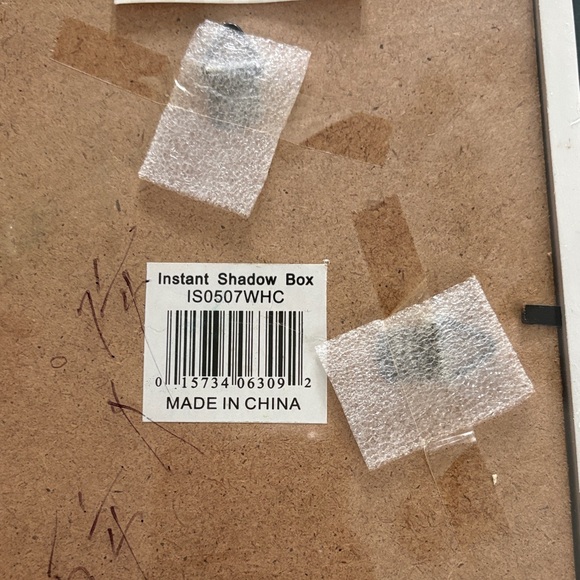 Instant Shadow Box
IS0507WHC
0 15734 06309 2
MADE IN CHINA